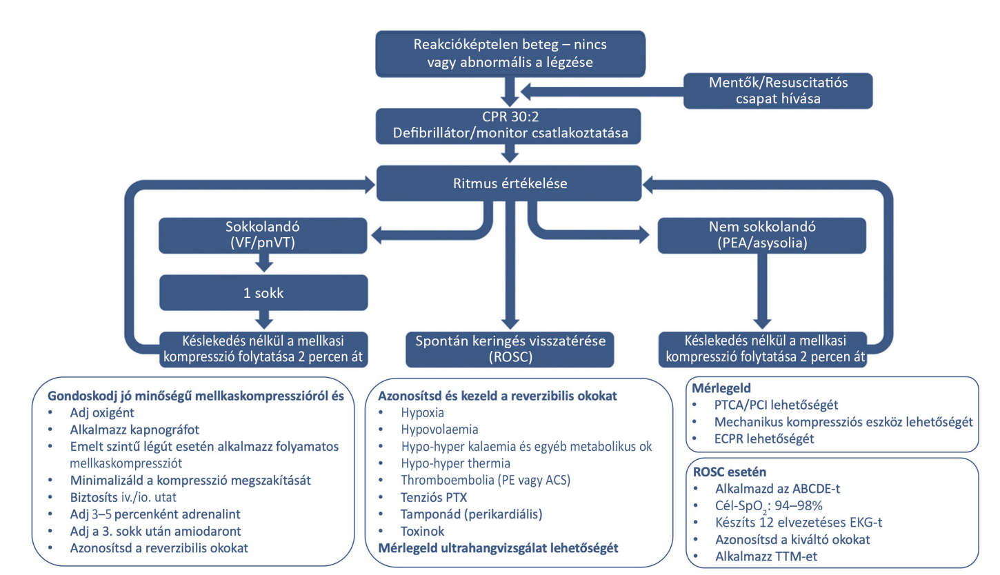 Reakcióképtelen beteg – nincs
vagy abnormális a légzése
Mentők/Resuscitatiós
csapat hívása
CPR 30:2
Defibrillátor/monitor csatlakoztatása
Ritmus értékelése
Sokkolandó
(VF/pnVT)
Nem sokkolandó
(PEA/asysolia)
1 sokk
Késlekedés nélkül a mellkasi
kompresszió folytatása 2 percen át
Spontán keringés visszatérése
(ROSC)
Késlekedés nélkül a mellkasi
kompresszió folytatása 2 percen át
Gondoskodj jó minőségű mellkaskompresszióról és
• Adj oxigént
• Alkalmazz kapnográfot
• Emelt szintű légút esetén alkalmazz folyamatos
mellkaskompressziót
• Minimalizáld a kompresszió megszakítását
• Biztosíts iv./io. utat
• Adj 3–5 percenként adrenalint
• Adj a 3. sokk után amiodaront
• Azonosítsd a reverzibilis okokat
Azonosítsd és kezeld a reverzibilis okokat
• Hypoxia
• Hypovolaemia
• Hypo-hyper kalaemia és egyéb metabolikus ok
• Hypo-hyper thermia
• Thromboembolia (PE vagy ACS)
• Tenziós PTX
• Tamponád (perikardiális)
• Toxinok
Mérlegeld ultrahangvizsgálat lehetőségét
Mérlegeld
• PTCA/PCI lehetőségét
• Mechanikus kompressziós eszköz lehetőségét
• ECPR lehetőségét
ROSC esetén
• Alkalmazd az ABCDE-t
• Cél-SpO₂: 94–98%
• Készíts 12 elvezetéses EKG-t
• Azonosítsd a kiváltó okokat
• Alkalmazz TTM-et